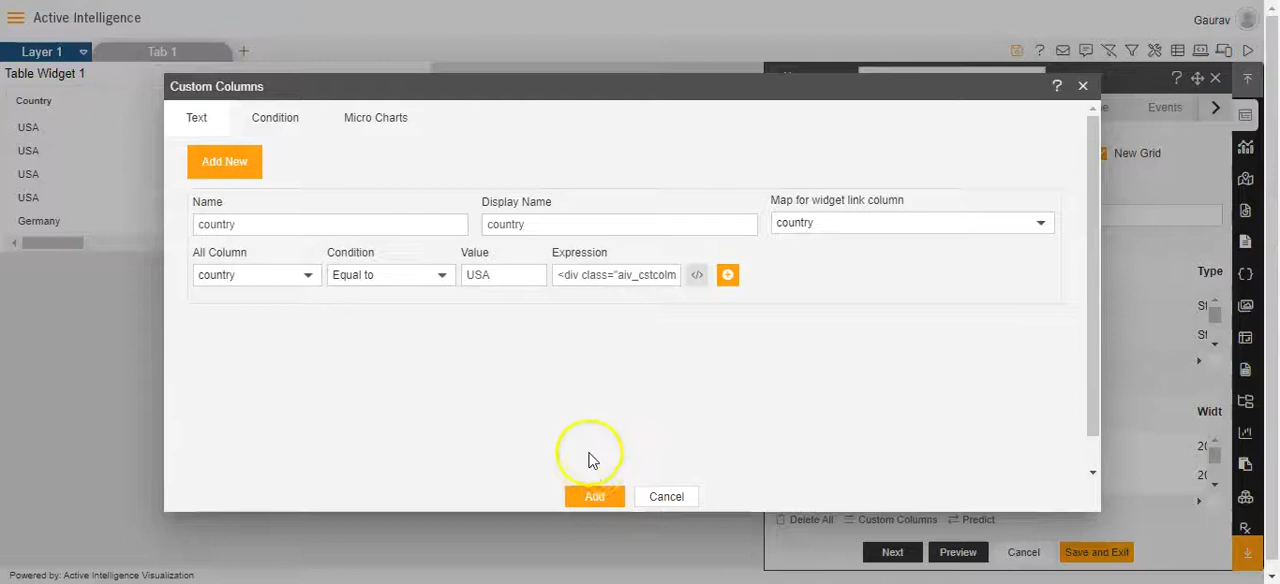 Active Intelligence
Gaurav
Layer 1
Tab 1
Table Widget 1
Country
USA
USA
USA
USA
Germany
Custom Columns
Text
Condition
Micro Charts
Events
New Grid
Add New
Name
Display Name
Map for widget link column
country
country
country
All Column
Condition
Value
Expression
country
Equal to
USA
<div class="aiv_cstcolm
</>
Type
Widt
Add
Cancel
Delete All
Custom Columns
Predict
Next
Preview
Cancel
Save and Exit
Powered by: Active Intelligence Visualization